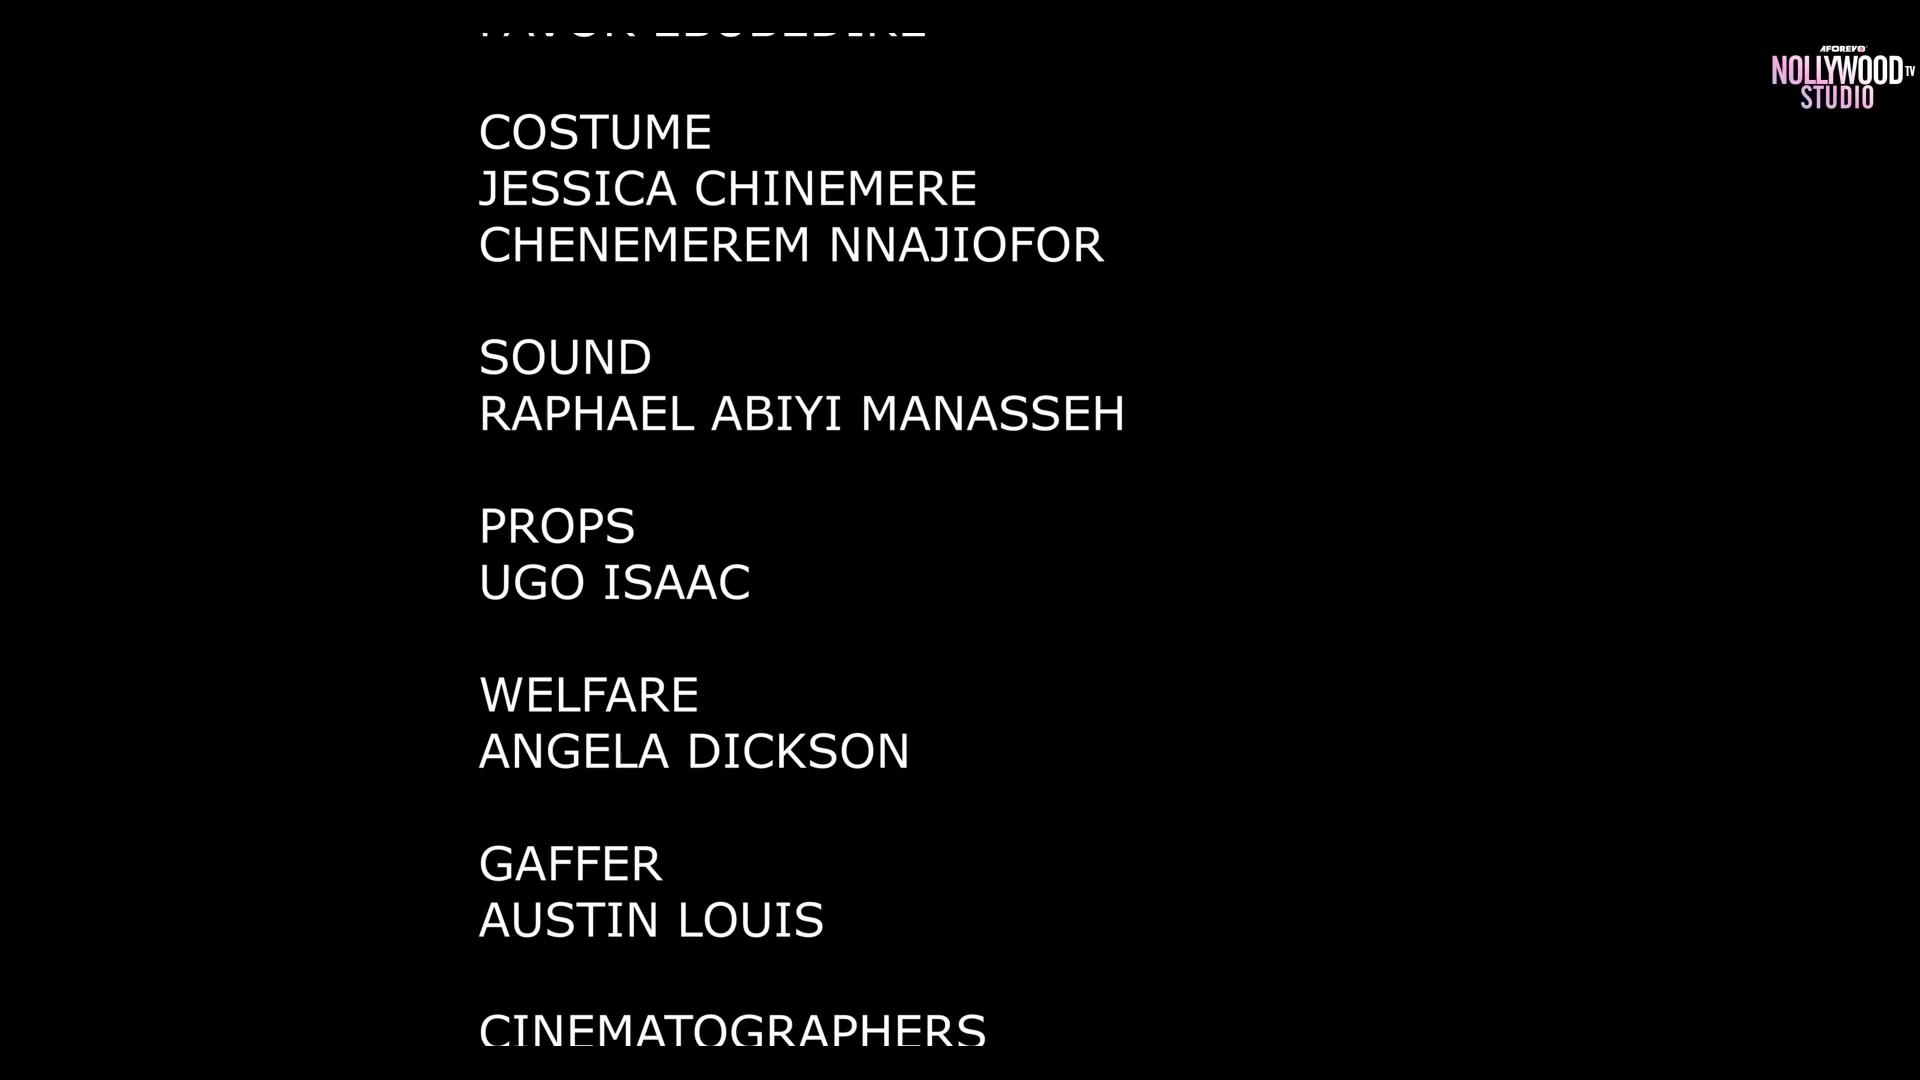 COSTUME
JESSICA CHINEMERE
CHENEMEREM NNAJIOFOR
SOUND
RAPHAEL ABIYI MANASSEH
PROPS
UGO ISAAC
WELFARE
ANGELA DICKSON
GAFFER
AUSTIN LOUIS
CINEMATOGRAPHERS
AFOREVO
NOLLYWOOD TV
STUDIO